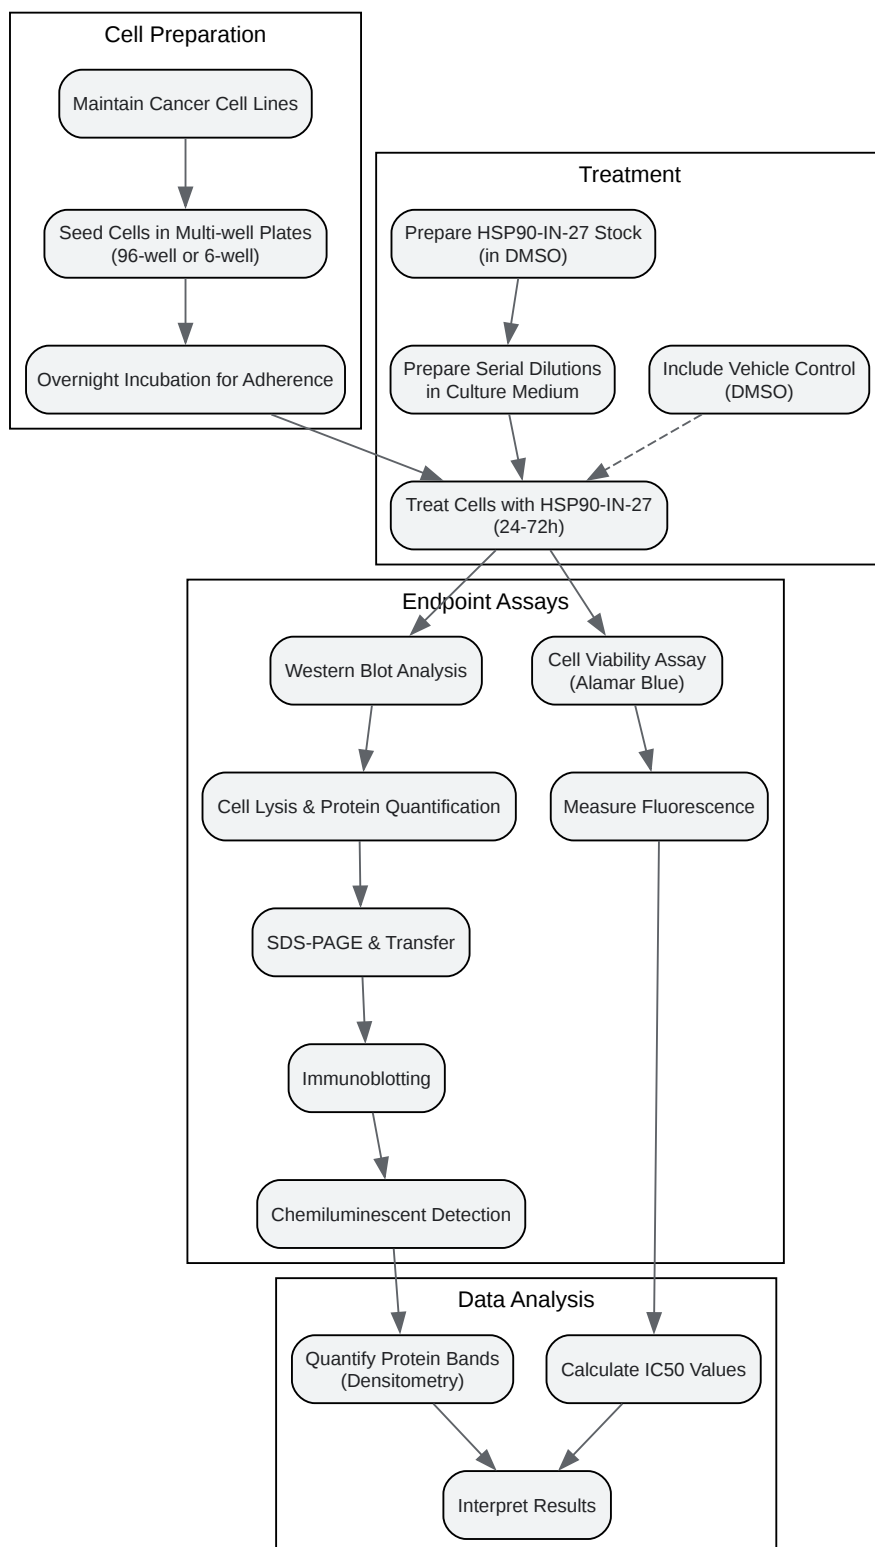 Cell Preparation
Maintain Cancer Cell Lines
Seed Cells in Multi-well Plates
(96-well or 6-well)
Overnight Incubation for Adherence
Treatment
Prepare HSP90-IN-27 Stock
(in DMSO)
Prepare Serial Dilutions
in Culture Medium
Include Vehicle Control
(DMSO)
Treat Cells with HSP90-IN-27
(24-72h)
Endpoint Assays
Western Blot Analysis
Cell Viability Assay
(Alamar Blue)
Cell Lysis & Protein Quantification
Measure Fluorescence
SDS-PAGE & Transfer
Immunoblotting
Chemiluminescent Detection
Data Analysis
Quantify Protein Bands
(Densitometry)
Calculate IC50 Values
Interpret Results